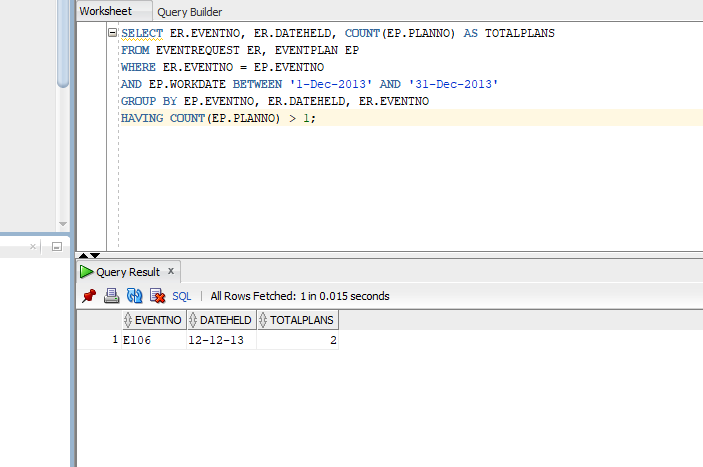 Worksheet Query Builder
SELECT ER.EVENTNO, ER.DATEHELD, COUNT(EP.PLANNO) AS TOTALPLANS
FROM EVENTREQUEST ER, EVENTPLAN EP
WHERE ER.EVENTNO = EP.EVENTNO
AND EP.WORKDATE BETWEEN '1-Dec-2013' AND '31-Dec-2013'
GROUP BY EP.EVENTNO, ER.DATEHELD, ER.EVENTNO
HAVING COUNT(EP.PLANNO) > 1;
Query Result x
SQL | All Rows Fetched: 1 in 0.015 seconds
EVENTNO DATEHELD TOTALPLANS
1 E106 12-12-13 2